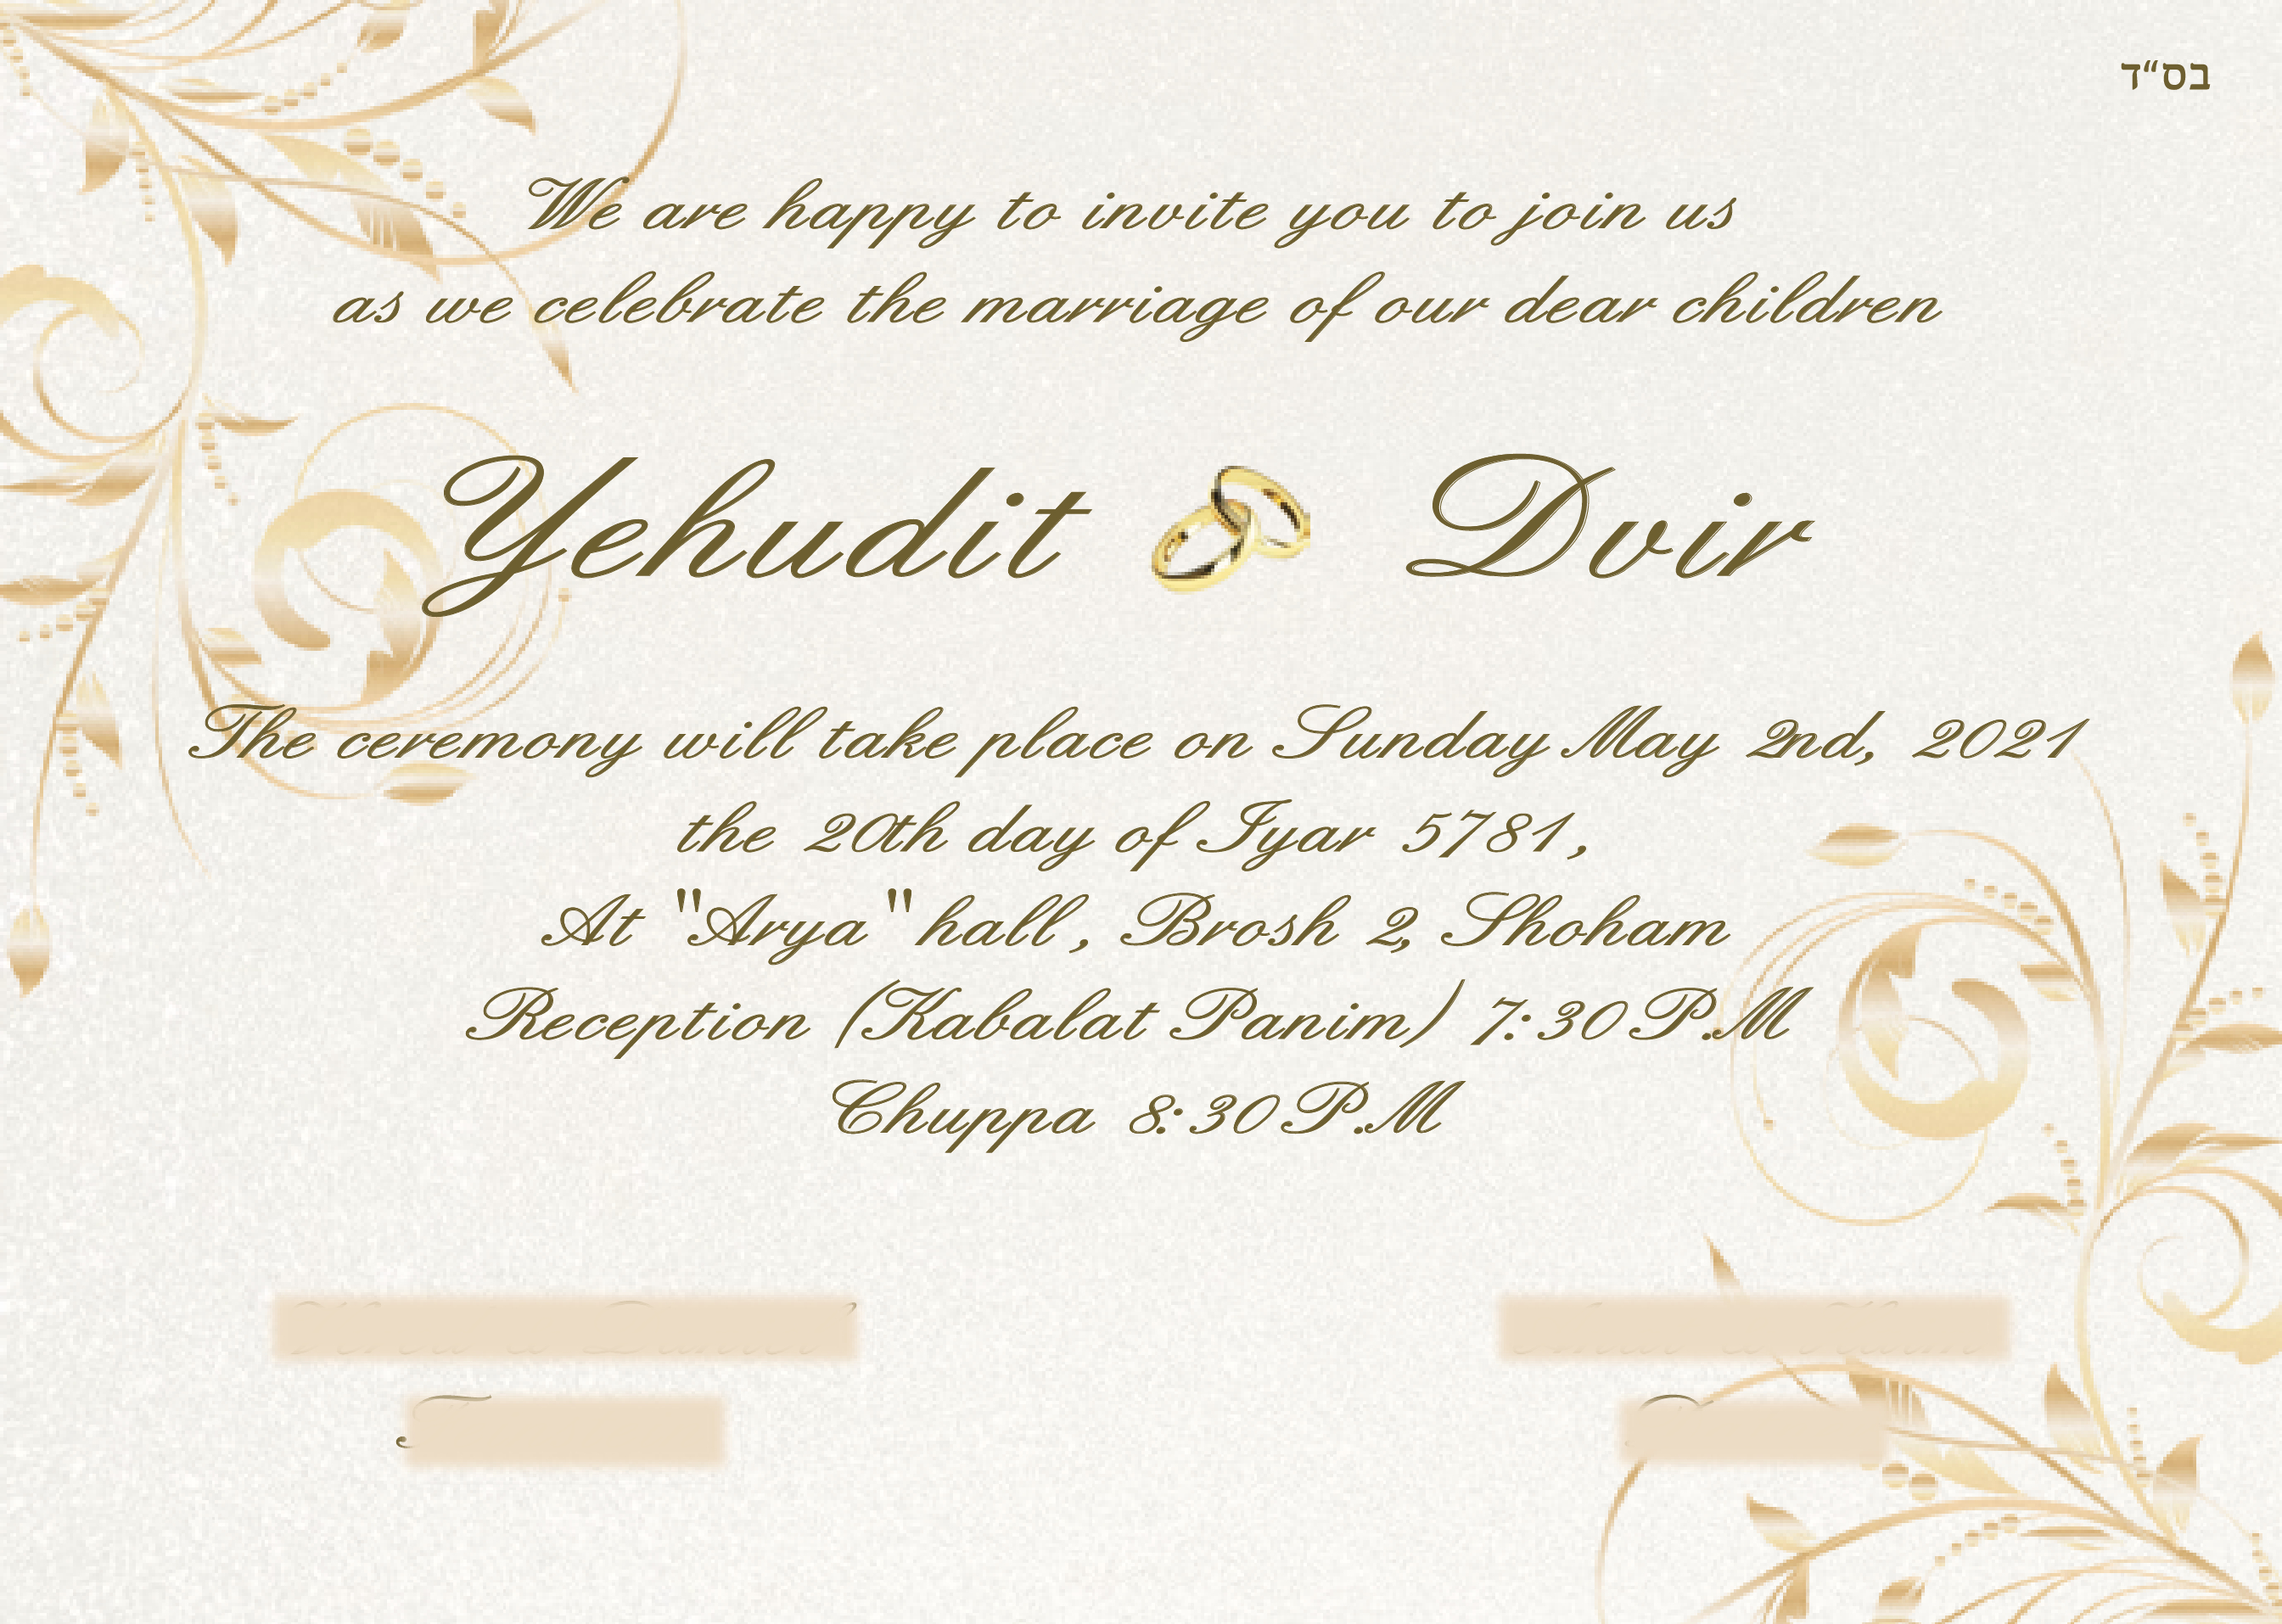 בס״ד
We are happy to invite you to join us
as we celebrate the marriage of our dear children
Yehudit Dvir
The ceremony will take place on Sunday May 2nd, 2021
the 20th day of Iyar 5781,
At "Arya" hall, Brosh 2, Shoham
Reception (Kabalat Panim) 7:30 P.M
Chuppa 8:30 P.M